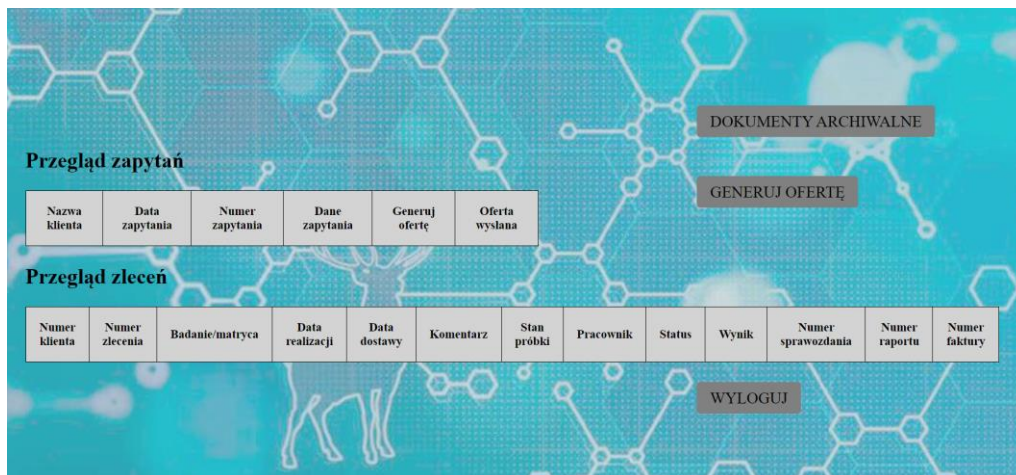 DOKUMENTY ARCHIWALNE
Przegląd zapytań
GENERUJ OFERTĘ
Nazwa klienta Data zapytania Numer zapytania Dane zapytania Generuj ofertę Oferta wysłana
Przegląd zleceń
Numer klienta Numer zlecenia Badanie/matryca Data realizacji Data dostawy Komentarz Stan próbki Pracownik Status Wynik Numer sprawozdania Numer raportu Numer faktury
WYLOGUJ